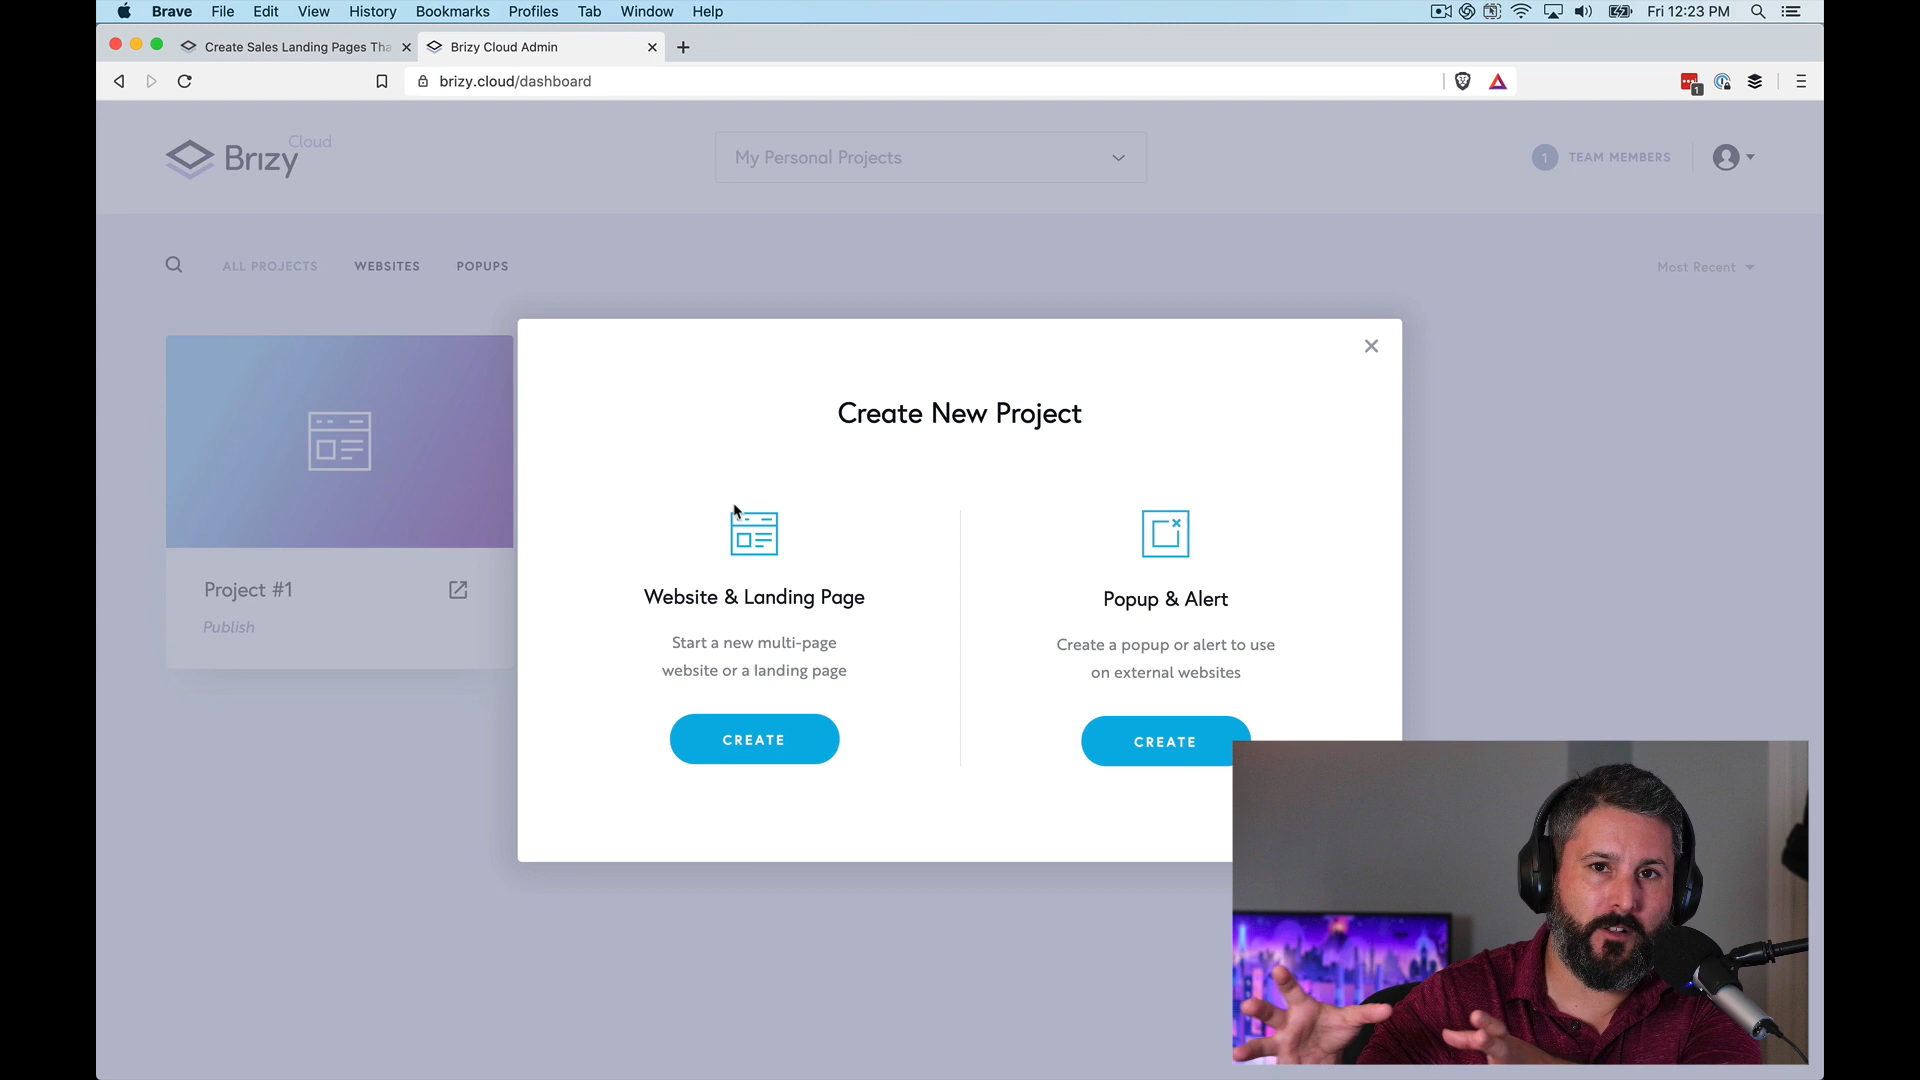 Brave File Edit View History Bookmarks Profiles Tab Window Help Fri 12:23 PM
Create Sales Landing Pages Tha
Brizy Cloud Admin
brizy.cloud/dashboard
1
Brizy Cloud
My Personal Projects
1 TEAM MEMBERS
ALL PROJECTS WEBSITES POPUPS
Most Recent
Create New Project
Project #1
Publish
Website & Landing Page
Start a new multi-page
website or a landing page
CREATE
Popup & Alert
Create a popup or alert to use
on external websites
CREATE